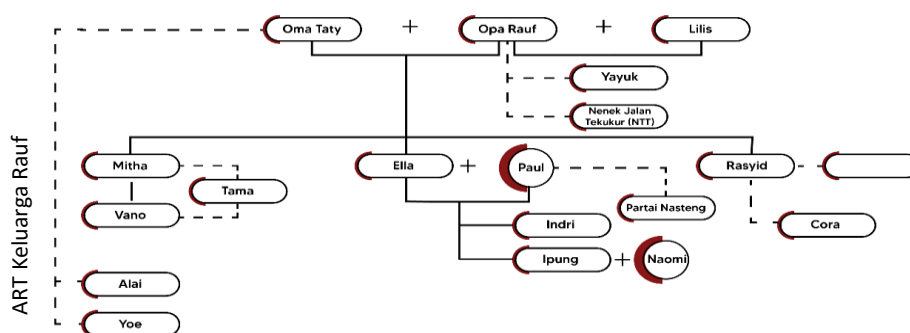 Oma Taty
+
Opa Rauf
+
Lilis
Yayuk
Nenek Jalan
Tekukur (NTT)
ART Keluarga Rauf
Mitha
Tama
Vano
Ella
+
Paul
Partai Nasteng
Rasyid
Cora
Indri
Ipung
+
Naomi
Alai
Yoe